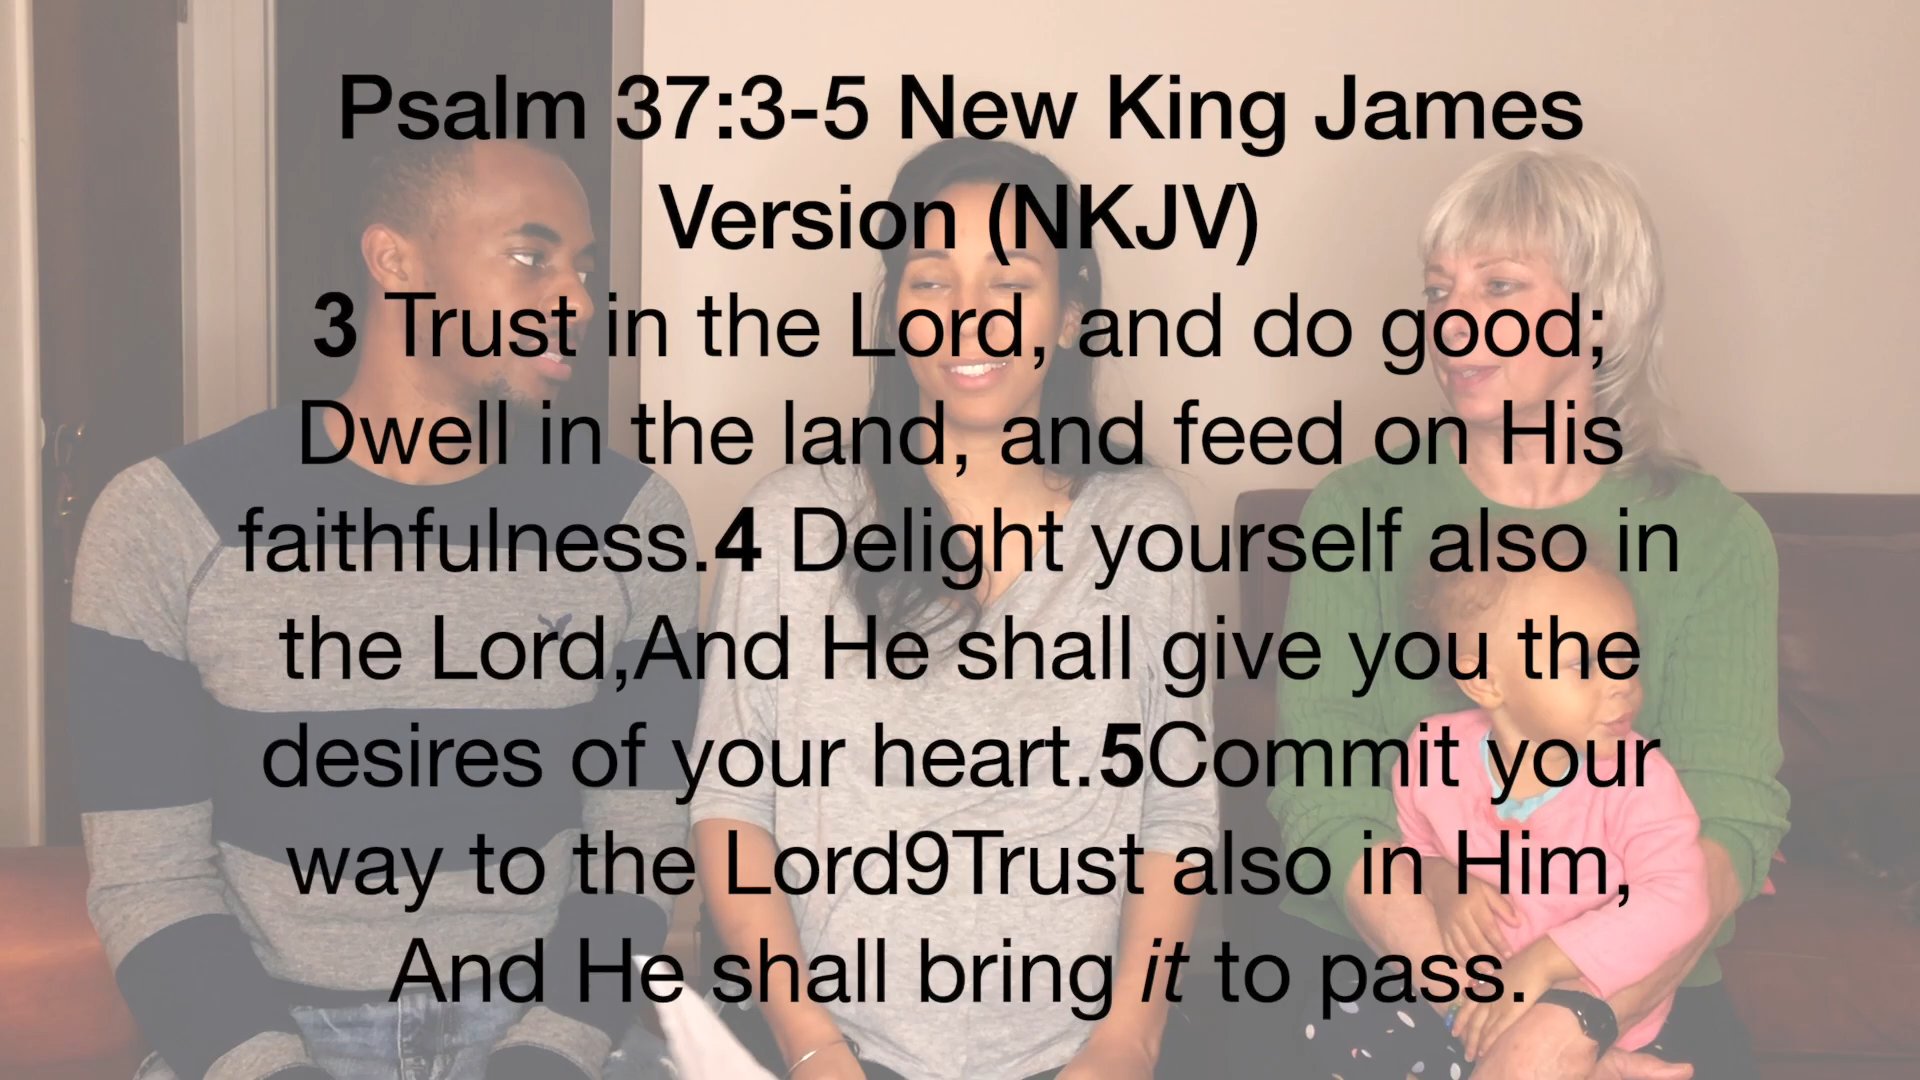 Psalm 37:3-5 New King James
Version (NKJV)
3 Trust in the Lord, and do good;
Dwell in the land, and feed on His
faithfulness.4 Delight yourself also in
the Lord,And He shall give you the
desires of your heart.5Commit your
way to the Lord9Trust also in Him,
And He shall bring it to pass.